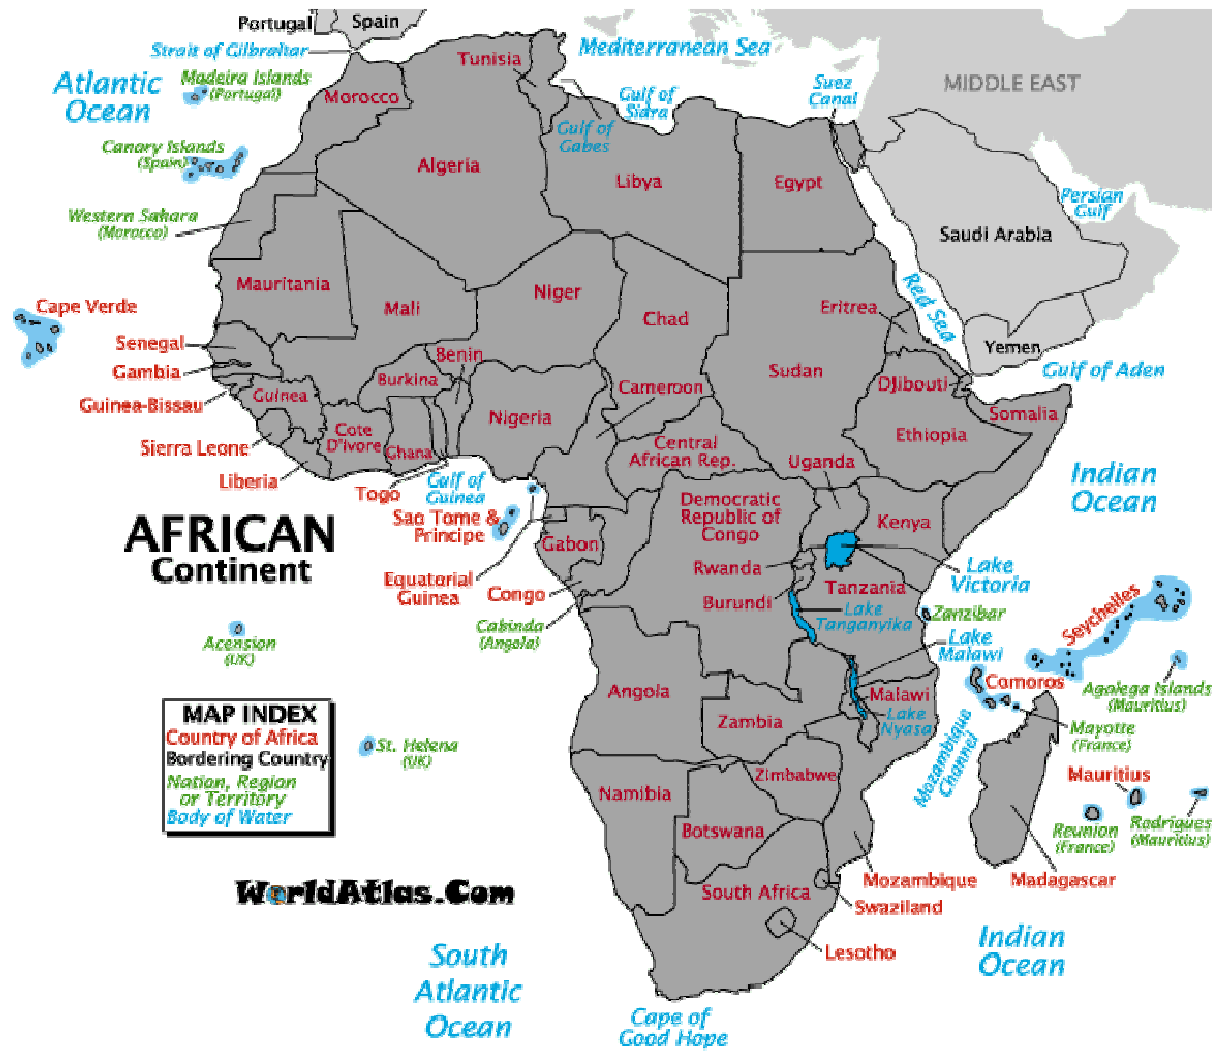 Portugal
Spain
Strait of Gilbraltar
Mediterranean Sea
Atlantic
Ocean
Madeira Islands
(Portugal)
Tunisia
Morocco
Gulf of
Sidra
Gulf of
Gabes
Suez
Canal
MIDDLE EAST
Canary Islands
(Spain)
Algeria
Libya
Egypt
Persian
Gulf
Western Sahara
(Morocco)
Saudi Arabia
Mauritania
Mali
Niger
Chad
Eritrea
Red Sea
Cape Verde
Senegal
Gambia
Guinea-Bissau
Guinea
Burkina
Benin
Cameroon
Sudan
Yemen
Djibouti
Gulf of Aden
Somalia
Sierra Leone
Liberia
Cote
D'ivore
Ghana
Nigeria
Central
African Rep.
Ethiopia
Uganda
Togo
Gulf of
Guinea
Indian
Ocean
Sao Tome &
Principe
Democratic
Republic of
Congo
Kenya
AFRICAN
Continent
Gabon
Equatorial
Guinea
Congo
Rwanda
Burundi
Tanzania
Lake
Victoria
Lake
Tanganyika
Zanzibar
Seychelles
Cabinda
(Angola)
Acension
(UK)
Lake
Malawi
Comoros
Agalega Islands
(Mauritius)
Angola
Zambia
Malawi
Lake
Nyasa
Mayotte
(France)
Mozambique
Channel
MAP INDEX
Country of Africa
Bordering Country
Nation, Region
or Territory
Body of Water
St. Helena
(UK)
Namibia
Zimbabwe
Botswana
Mauritius
Reunion
(France)
Rodrigues
(Mauritius)
WorldAtlas.Com
South Africa
Mozambique
Madagascar
Swaziland
Lesotho
South
Atlantic
Ocean
Indian
Ocean
Cape of
Good Hope